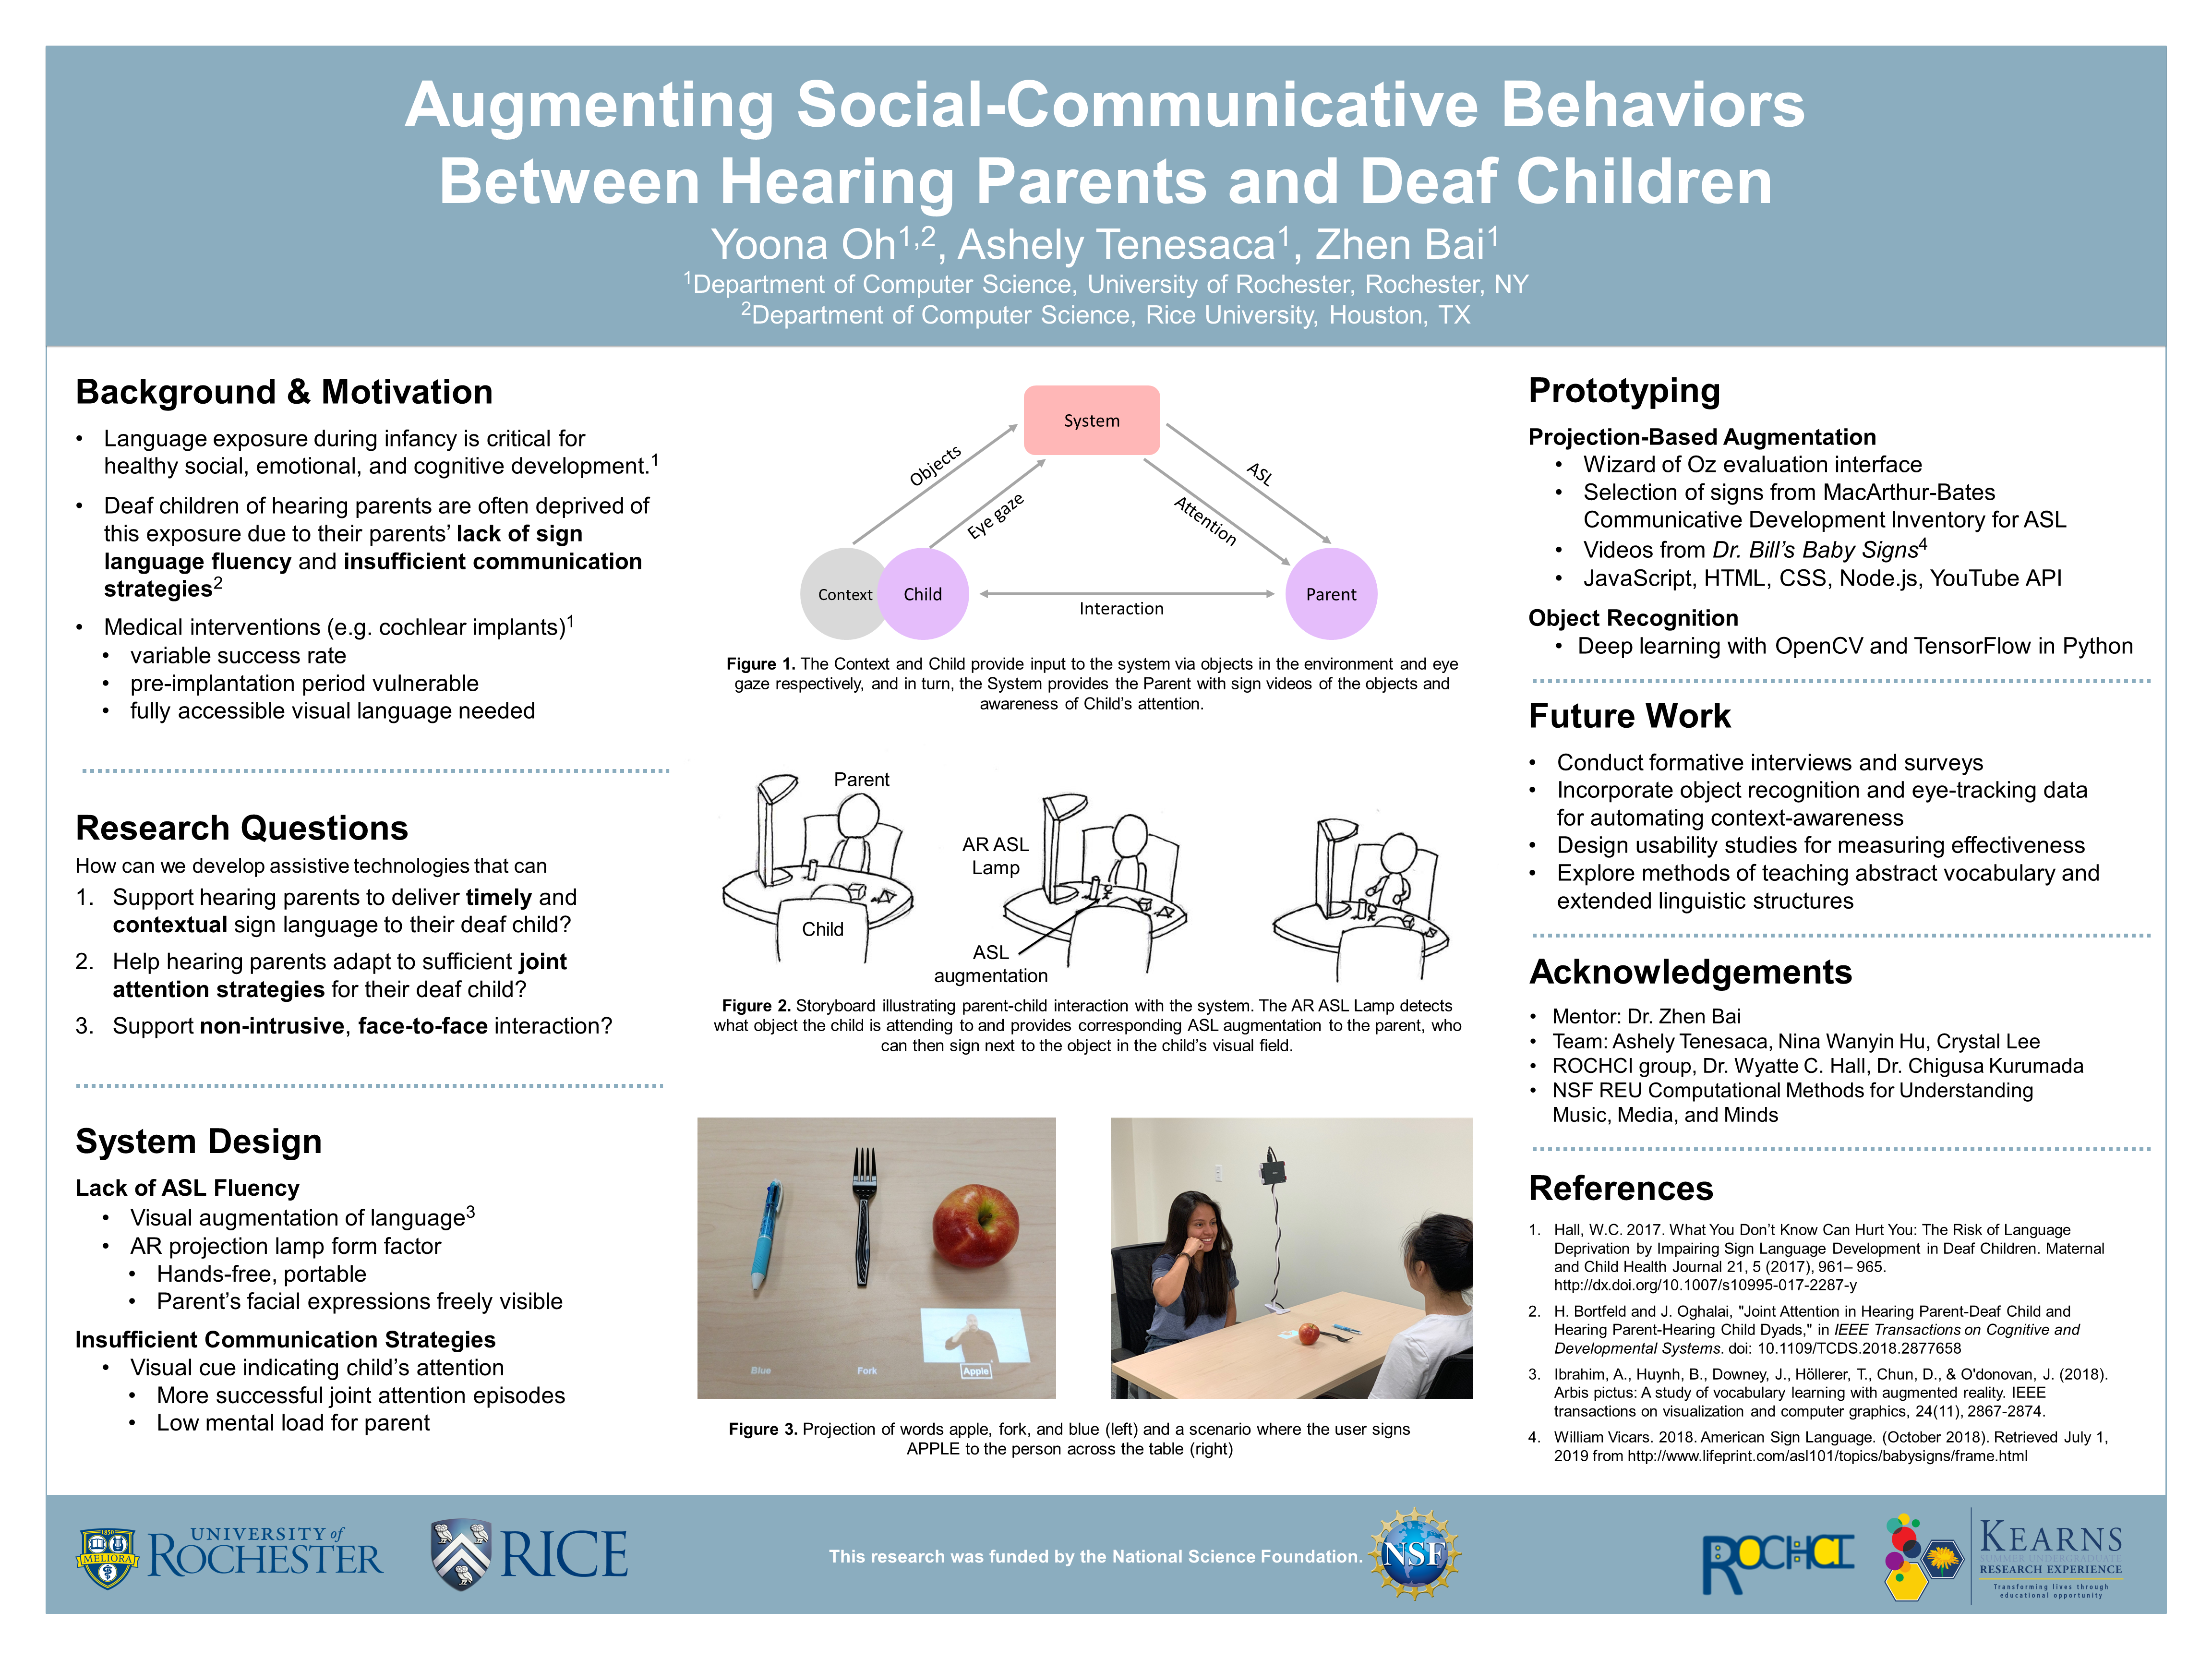 Augmenting Social-Communicative Behaviors
Between Hearing Parents and Deaf Children
Yoona Oh1,2, Ashely Tenesaca1, Zhen Bai1
1Department of Computer Science, University of Rochester, Rochester, NY
2Department of Computer Science, Rice University, Houston, TX
Background & Motivation
• Language exposure during infancy is critical for
healthy social, emotional, and cognitive development.1
• Deaf children of hearing parents are often deprived of
this exposure due to their parents’ lack of sign
language fluency and insufficient communication
strategies2
• Medical interventions (e.g. cochlear implants)1
• variable success rate
• pre-implantation period vulnerable
• fully accessible visual language needed
Research Questions
How can we develop assistive technologies that can
1. Support hearing parents to deliver timely and
contextual sign language to their deaf child?
2. Help hearing parents adapt to sufficient joint
attention strategies for their deaf child?
3. Support non-intrusive, face-to-face interaction?
System Design
Lack of ASL Fluency
• Visual augmentation of language3
• AR projection lamp form factor
• Hands-free, portable
• Parent’s facial expressions freely visible
Insufficient Communication Strategies
• Visual cue indicating child’s attention
• More successful joint attention episodes
• Low mental load for parent
System
Objects
Eye gaze
ASL
Attention
Context
Child
Interaction
Parent
Figure 1. The Context and Child provide input to the system via objects in the environment and eye
gaze respectively, and in turn, the System provides the Parent with sign videos of the objects and
awareness of Child’s attention.
Parent
Child
AR ASL
Lamp
ASL
augmentation
Figure 2. Storyboard illustrating parent-child interaction with the system. The AR ASL Lamp detects
what object the child is attending to and provides corresponding ASL augmentation to the parent, who
can then sign next to the object in the child’s visual field.
Blue
Fork
Apple
Figure 3. Projection of words apple, fork, and blue (left) and a scenario where the user signs
APPLE to the person across the table (right)
Prototyping
Projection-Based Augmentation
• Wizard of Oz evaluation interface
• Selection of signs from MacArthur-Bates
Communicative Development Inventory for ASL
• Videos from Dr. Bill’s Baby Signs4
• JavaScript, HTML, CSS, Node.js, YouTube API
Object Recognition
• Deep learning with OpenCV and TensorFlow in Python
Future Work
• Conduct formative interviews and surveys
• Incorporate object recognition and eye-tracking data
for automating context-awareness
• Design usability studies for measuring effectiveness
• Explore methods of teaching abstract vocabulary and
extended linguistic structures
Acknowledgements
• Mentor: Dr. Zhen Bai
• Team: Ashely Tenesaca, Nina Wanyin Hu, Crystal Lee
• ROCHCI group, Dr. Wyatte C. Hall, Dr. Chigusa Kurumada
• NSF REU Computational Methods for Understanding
Music, Media, and Minds
References
1. Hall, W.C. 2017. What You Don’t Know Can Hurt You: The Risk of Language
Deprivation by Impairing Sign Language Development in Deaf Children. Maternal
and Child Health Journal 21, 5 (2017), 961– 965.
http://dx.doi.org/10.1007/s10995-017-2287-y
2. H. Bortfeld and J. Oghalai, "Joint Attention in Hearing Parent-Deaf Child and
Hearing Parent-Hearing Child Dyads," in IEEE Transactions on Cognitive and
Developmental Systems. doi: 10.1109/TCDS.2018.2877658
3. Ibrahim, A., Huynh, B., Downey, J., Höllerer, T., Chun, D., & O'donovan, J. (2018).
Arbis pictus: A study of vocabulary learning with augmented reality. IEEE
transactions on visualization and computer graphics, 24(11), 2867-2874.
4. William Vicars. 2018. American Sign Language. (October 2018). Retrieved July 1,
2019 from http://www.lifeprint.com/asl101/topics/babysigns/frame.html
1850
MELIORA
UNIVERSITY of
ROCHESTER
RICE
This research was funded by the National Science Foundation.
NSF
ROCHCI
KEARNS
SUMMER UNDERGRADUATE
RESEARCH EXPERIENCE
Transforming lives through
educational opportunity